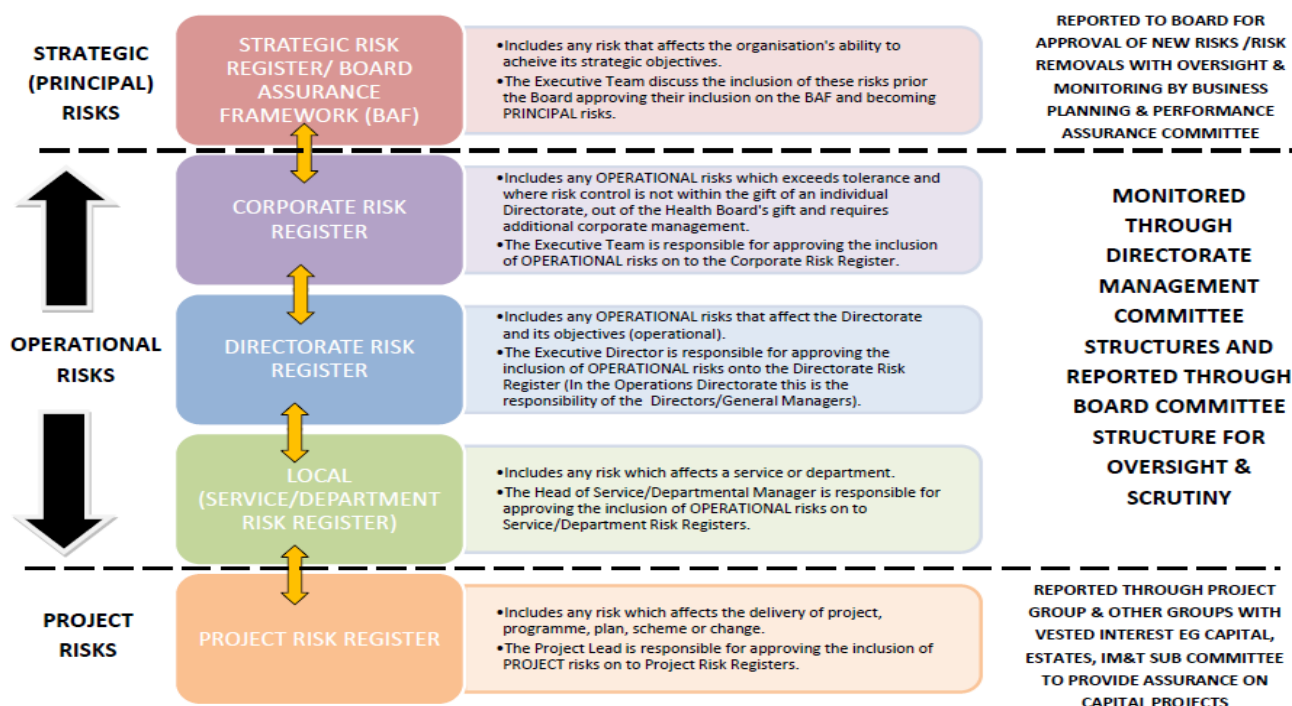 STRATEGIC
(PRINCIPAL)
RISKS
STRATEGIC RISK
REGISTER/ BOARD
ASSURANCE
FRAMEWORK (BAF)
•Includes any risk that affects the organisation's ability to
acheive its strategic objectives.
•The Executive Team discuss the inclusion of these risks prior
the Board approving their inclusion on the BAF and becoming
PRINCIPAL risks.
REPORTED TO BOARD FOR
APPROVAL OF NEW RISKS /RISK
REMOVALS WITH OVERSIGHT &
MONITORING BY BUSINESS
PLANNING & PERFORMANCE
ASSURANCE COMMITTEE
OPERATIONAL
RISKS
CORPORATE RISK
REGISTER
•Includes any OPERATIONAL risks which exceeds tolerance and
where risk control is not within the gift of an individual
Directorate, out of the Health Board's gift and requires
additional corporate management.
•The Executive Team is responsible for approving the inclusion
of OPERATIONAL risks on to the Corporate Risk Register.
DIRECTORATE RISK
REGISTER
•Includes any OPERATIONAL risks that affect the Directorate
and its objectives (operational).
•The Executive Director is responsible for approving the
inclusion of OPERATIONAL risks onto the Directorate Risk
Register (In the Operations Directorate this is the
responsibility of the Directors/General Managers).
LOCAL
(SERVICE/DEPARTMENT
RISK REGISTER)
•Includes any risk which affects a service or department.
•The Head of Service/Departmental Manager is responsible for
approving the inclusion of OPERATIONAL risks on to
Service/Department Risk Registers.
MONITORED
THROUGH
DIRECTORATE
MANAGEMENT
COMMITTEE
STRUCTURES AND
REPORTED THROUGH
BOARD COMMITTEE
STRUCTURE FOR
OVERSIGHT &
SCRUTINY
PROJECT
RISKS
PROJECT RISK REGISTER
•Includes any risk which affects the delivery of project,
programme, plan, scheme or change.
•The Project Lead is responsible for approving the inclusion of
PROJECT risks on to Project Risk Registers.
REPORTED THROUGH PROJECT
GROUP & OTHER GROUPS WITH
VESTED INTEREST EG CAPITAL,
ESTATES, IM&T SUB COMMITTEE
TO PROVIDE ASSURANCE ON
CAPITAL PROJECTS